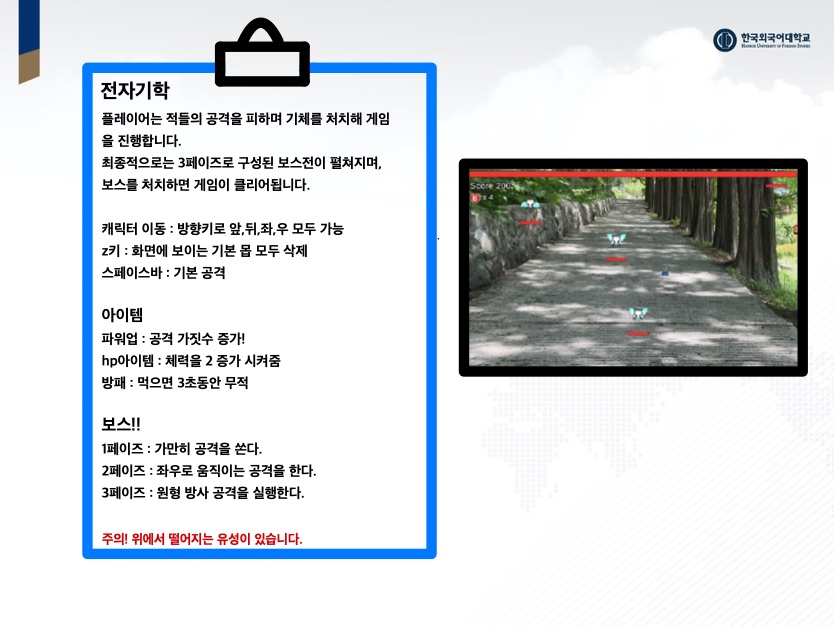 한국외국어대학교
HANKUK UNIVERSITY OF FOREIGN STUDIES
전자기학
플레이어는 적들의 공격을 피하며 기체를 처치해 게임
을 진행합니다.
최종적으로는 3페이즈로 구성된 보스전이 펼쳐지며,
보스를 처치하면 게임이 클리어됩니다.
캐릭터 이동 : 방향키로 앞,뒤,좌,우 모두 가능
z키 : 화면에 보이는 기본 몹 모두 삭제
스페이스바 : 기본 공격
아이템
파워업 : 공격 가짓수 증가!
hp아이템 : 체력을 2 증가 시켜줌
방패 : 먹으면 3초동안 무적
보스!!
1페이즈 : 가만히 공격을 쏜다.
2페이즈 : 좌우로 움직이는 공격을 한다.
3페이즈 : 원형 방사 공격을 실행한다.
주의! 위에서 떨어지는 유성이 있습니다.
Score
B x 4